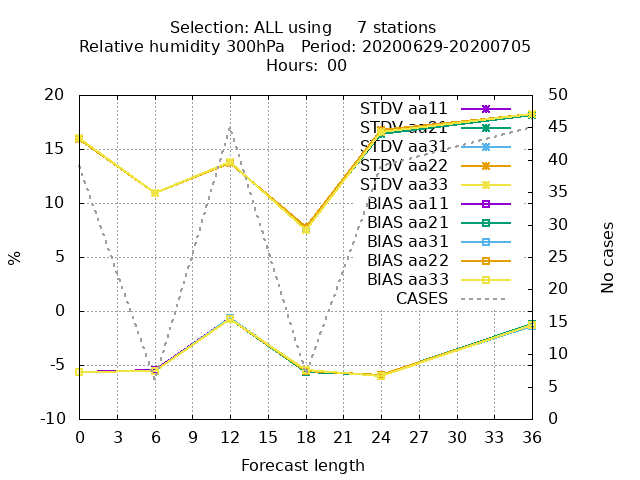 Selection: ALL using 7 stations
Relative humidity 300hPa Period: 20200629-20200705
Hours: 00
20
15
10
5
0
-5
-10
%
50
45
40
35
30
25
20
15
10
5
0
No cases
STDV aa11
STDV aa21
STDV aa31
STDV aa22
STDV aa33
BIAS aa11
BIAS aa21
BIAS aa31
BIAS aa22
BIAS aa33
CASES
0 3 6 9 12 15 18 21 24 27 30 33 36
Forecast length